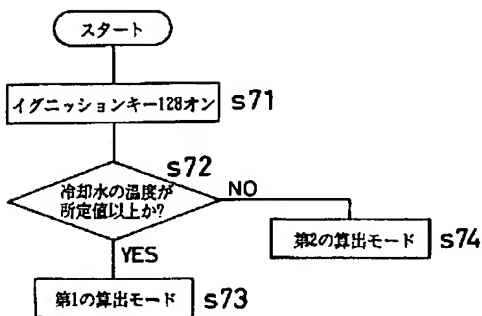 スタート
イグニッションキー128オン
s71
s72
冷却水の温度が
所定値以上か?
NO
YES
第2の算出モード
s74
第1の算出モード
s73